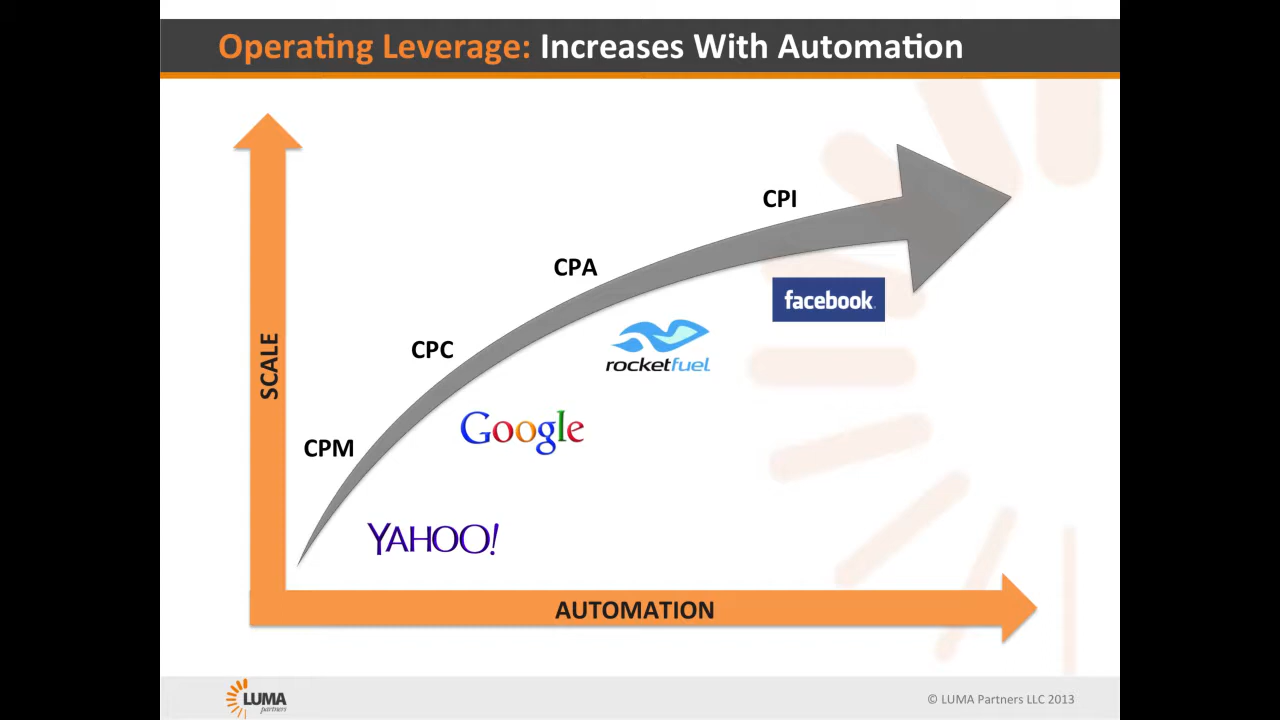 Operating Leverage: Increases With Automation
CPI
CPA
facebook
SCALE
CPC
rocketfuel
Google
CPM
YAHOO!
AUTOMATION
LUMA
partners
© LUMA Partners LLC 2013